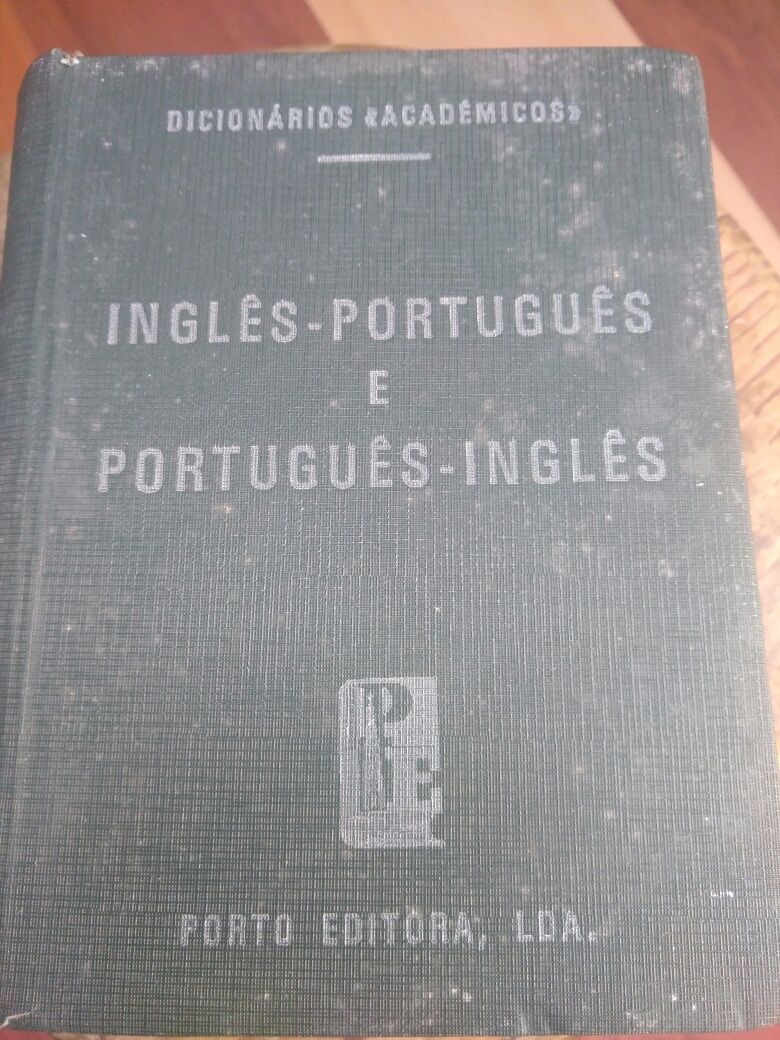 DICIONÁRIOS «ACADÉMICOS»
INGLÊS-PORTUGUÊS
E
PORTUGUÊS-INGLÊS
P
E
PORTO EDITORA, LDA.